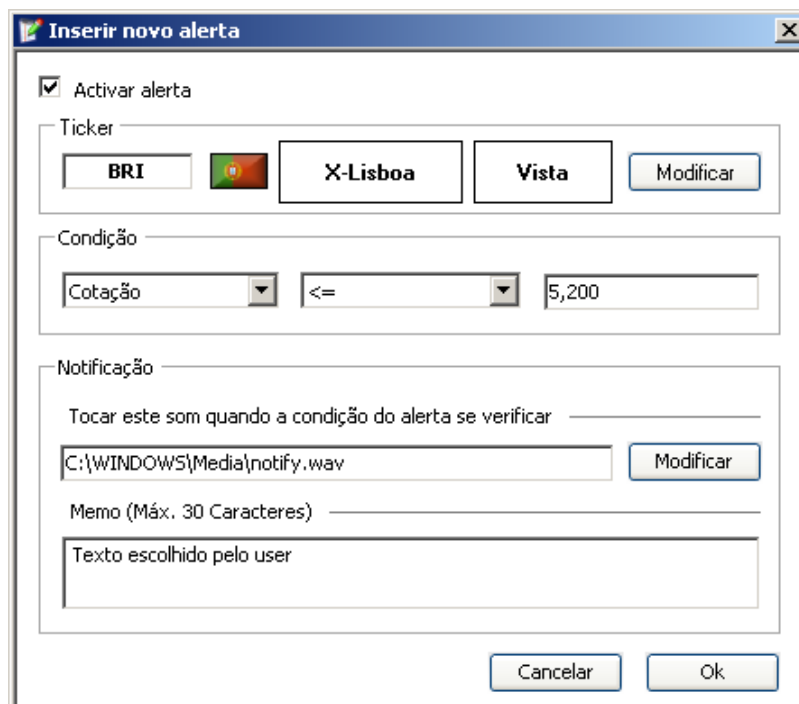 Inserir novo alerta
Activar alerta
Ticker
BRI X-Lisboa Vista Modificar
Condição
Cotação <= 5,200
Notificação
Tocar este som quando a condição do alerta se verificar
C:\WINDOWS\Media\notify.wav Modificar
Memo (Máx. 30 Caracteres)
Texto escolhido pelo user
Cancelar Ok